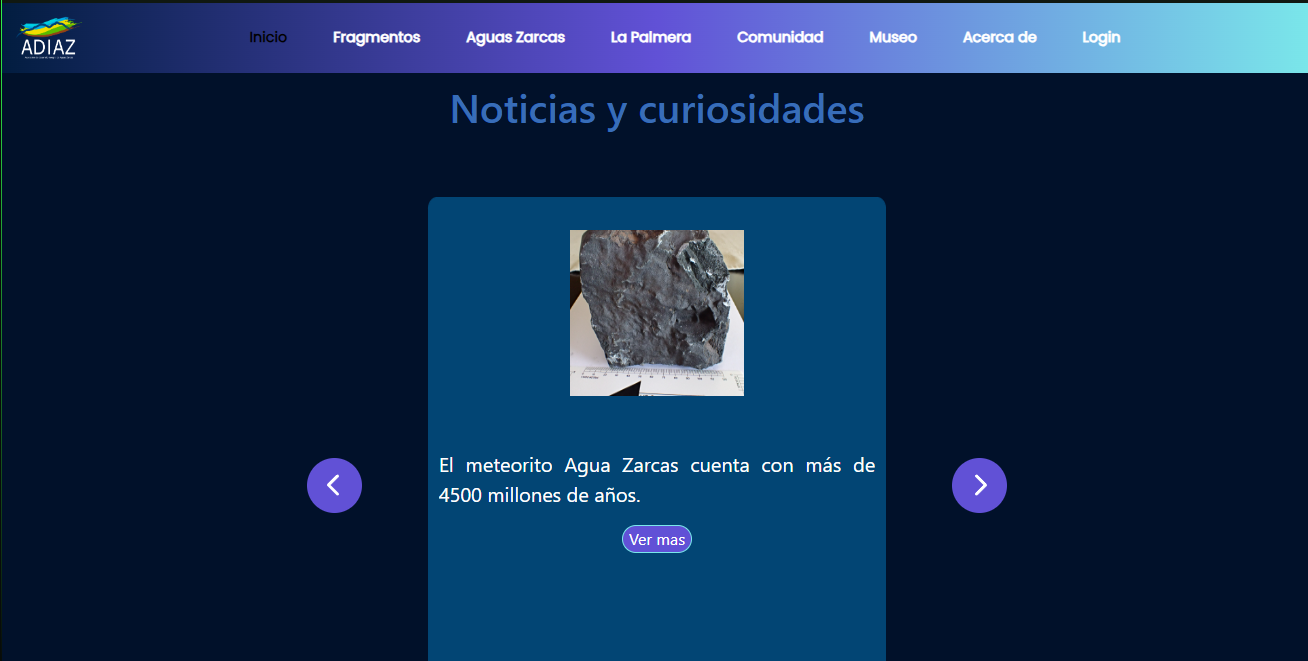 ADIAZ
Inicio Fragmentos Aguas Zarcas La Palmera Comunidad Museo Acerca de Login
Noticias y curiosidades
El meteorito Agua Zarcas cuenta con más de
4500 millones de años.
Ver mas